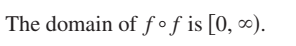 The domain of f∘f is [0, ∞).